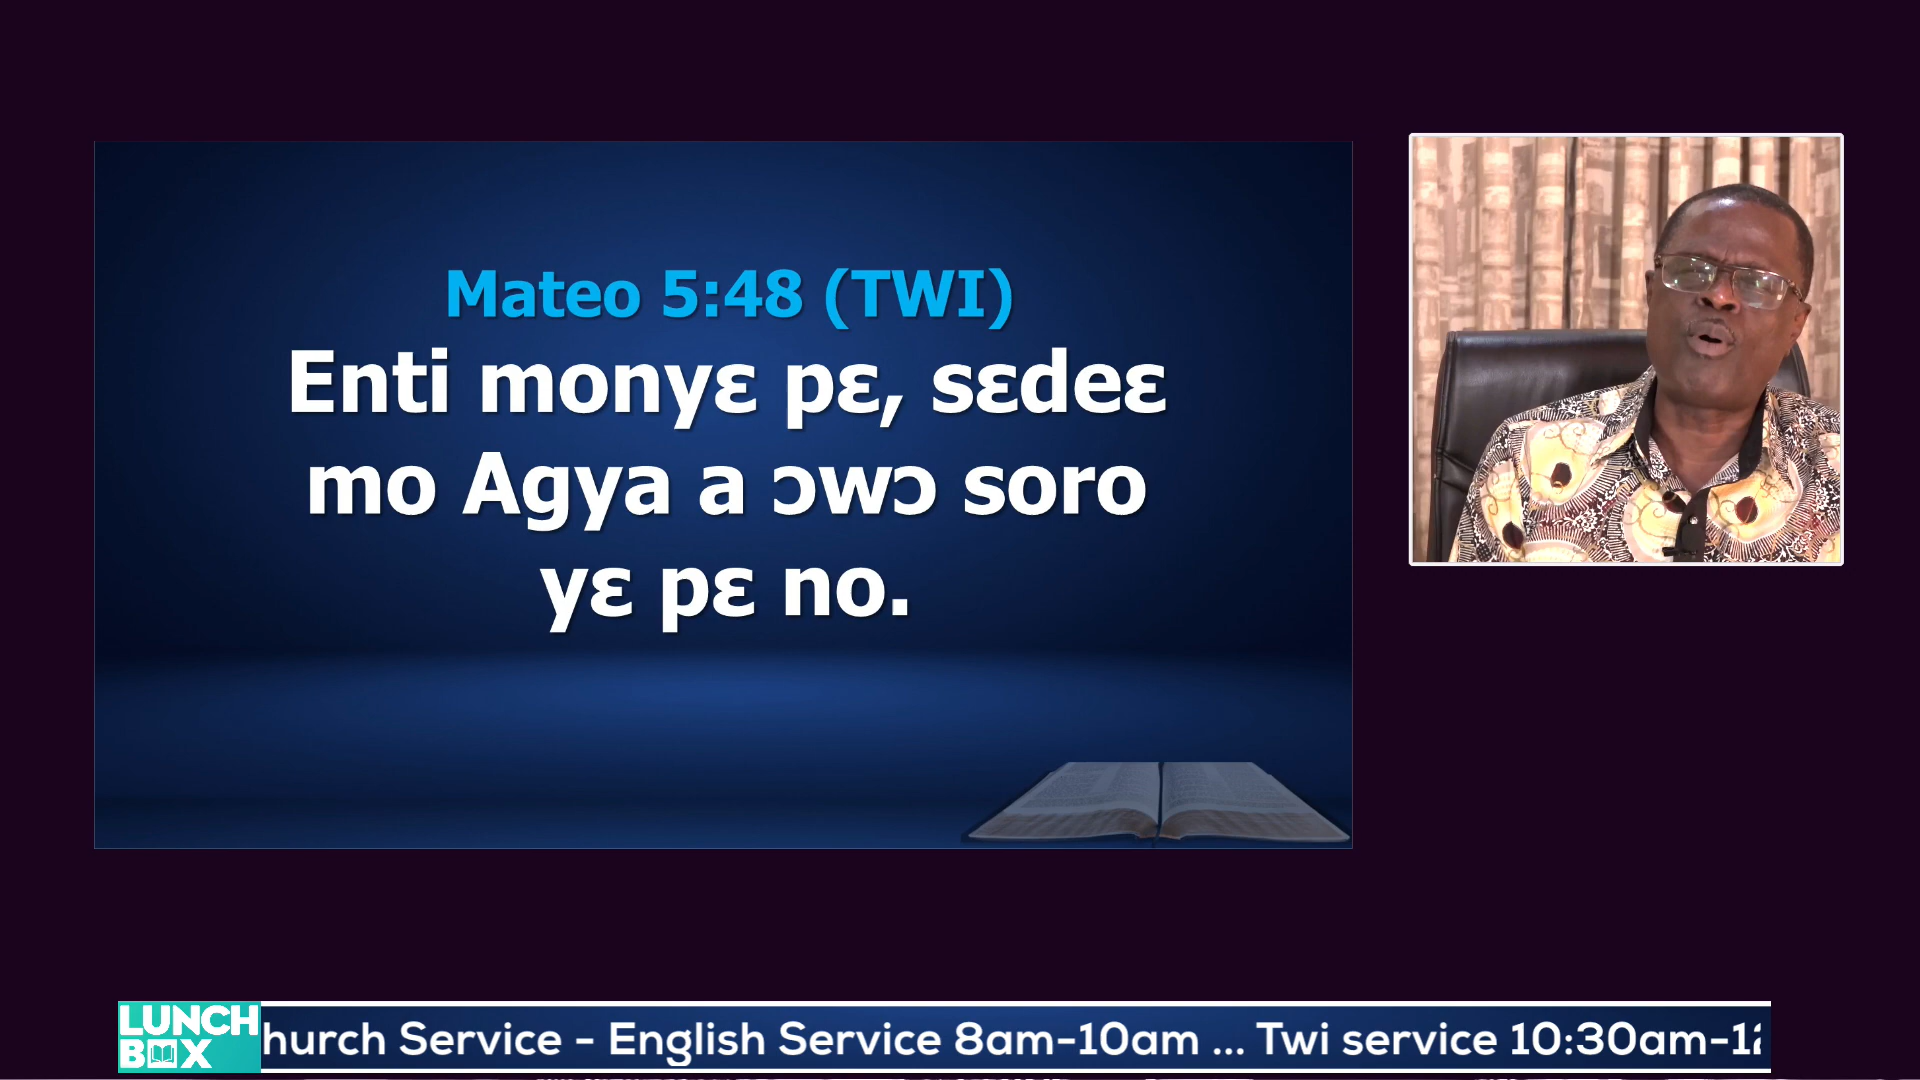 Mateo 5:48 (TWI)
Enti monyɛ pɛ, sɛdeɛ
mo Agya a ɔwɔ soro
yɛ pɛ no.
LUNCH
BOX
hurch Service - English Service 8am-10am ... Twi service 10:30am-12